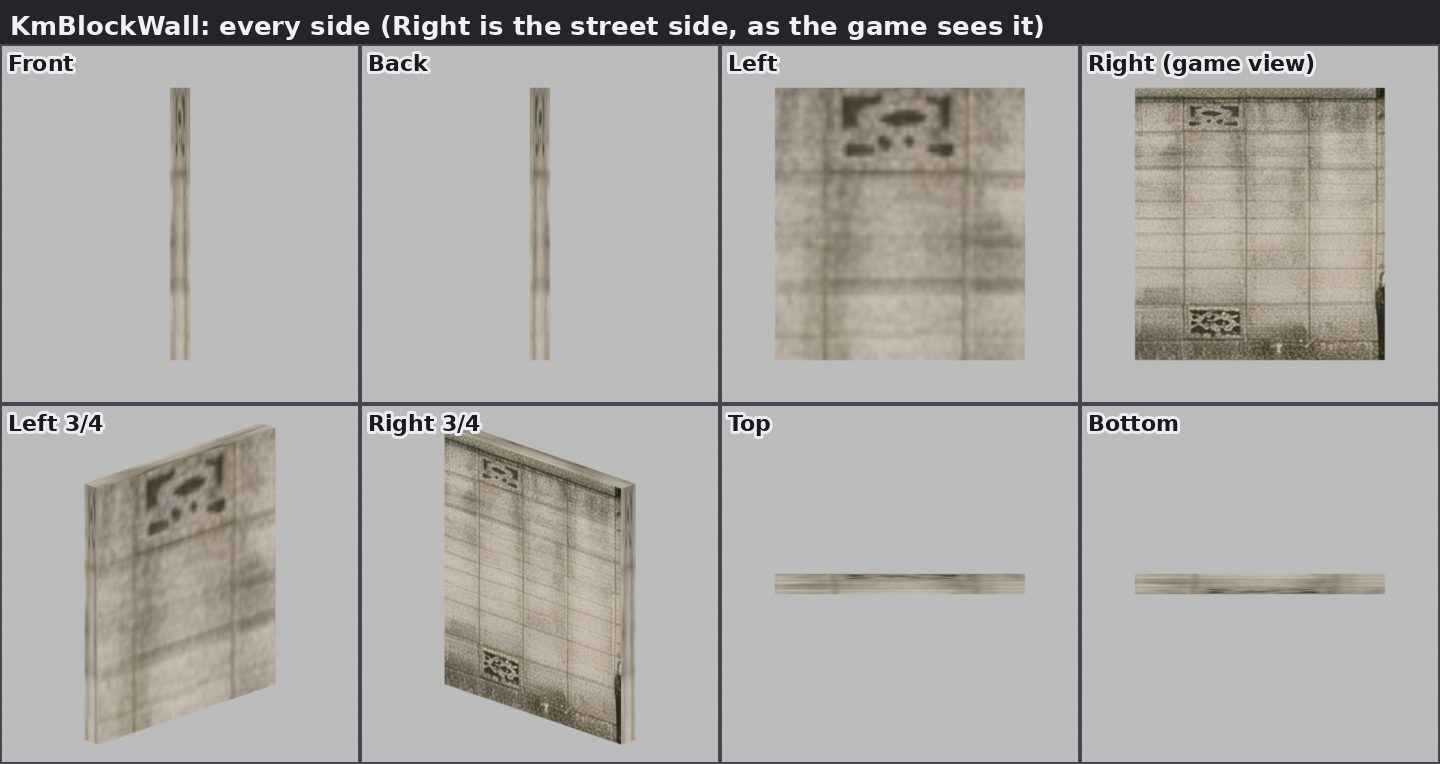 KmBlockWall: every side (Right is the street side, as the game sees it)
Front
Back
Left
Right (game view)
Left 3/4
Right 3/4
Top
Bottom